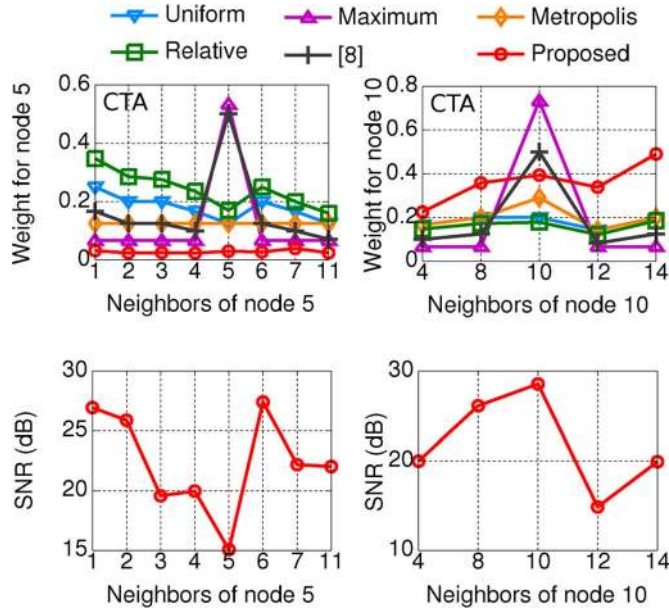 Uniform Maximum Metropolis
Relative [8] Proposed
Weight for node 5
0.6
0.4
0.2
0
CTA
1 2 3 4 5 6 7 11
Neighbors of node 5
Weight for node 10
0.8
0.6
0.4
0.2
0
CTA
4 8 10 12 14
Neighbors of node 10
SNR (dB)
30
25
20
15
1 2 3 4 5 6 7 11
Neighbors of node 5
SNR (dB)
30
20
10
4 8 10 12 14
Neighbors of node 10